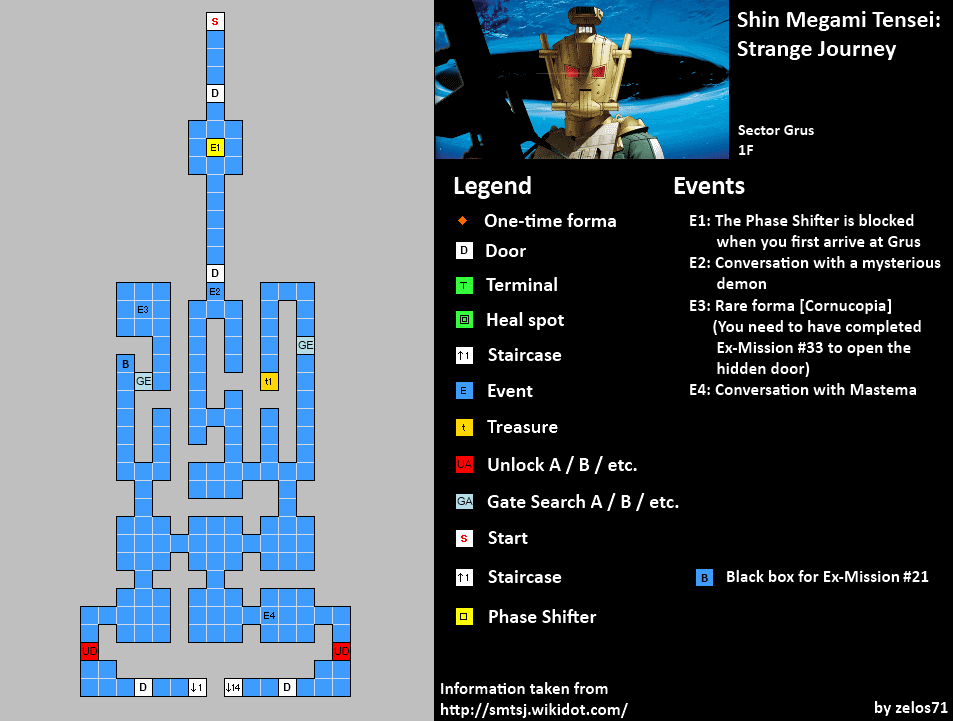 S
D
E1
D
E2
E3
GE
B
GE
t1
E4
UD
UD
D
↓1
↓14
D
Shin Megami Tensei:
Strange Journey
Sector Grus
1F
Legend
One-time forma
D Door
T Terminal
Heal spot
↑1 Staircase
E Event
t Treasure
UA Unlock A / B / etc.
GA Gate Search A / B / etc.
S Start
↑1 Staircase
Phase Shifter
Events
E1: The Phase Shifter is blocked
when you first arrive at Grus
E2: Conversation with a mysterious
demon
E3: Rare forma [Cornucopia]
(You need to have completed
Ex-Mission #33 to open the
hidden door)
E4: Conversation with Mastema
B Black box for Ex-Mission #21
Information taken from
http://smtsj.wikidot.com/
by zelos71